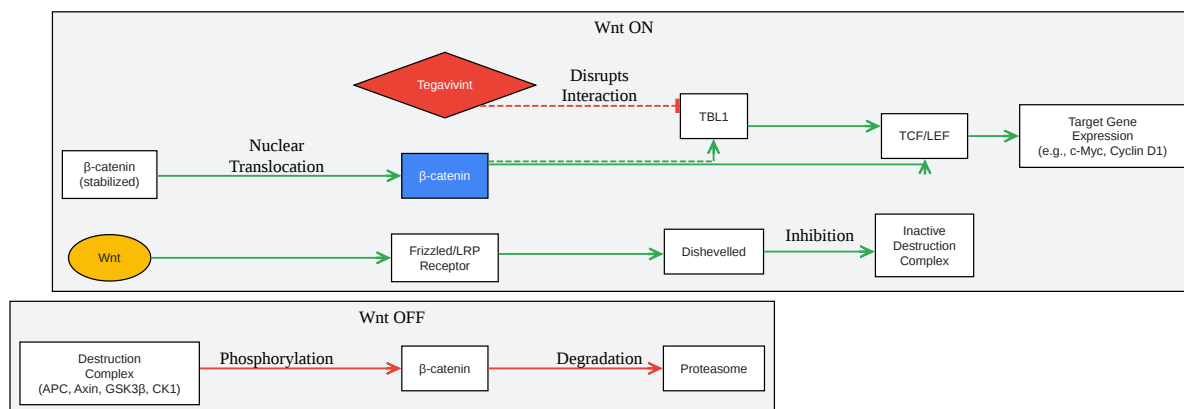 Wnt ON
Tegavivint
Disrupts
Interaction
TBL1
TCF/LEF
Target Gene
Expression
(e.g., c-Myc, Cyclin D1)
β-catenin
(stabilized)
Nuclear
Translocation
β-catenin
Wnt
Frizzled/LRP
Receptor
Dishevelled
Inhibition
Inactive
Destruction
Complex
Wnt OFF
Destruction
Complex
(APC, Axin, GSK3β, CK1)
Phosphorylation
β-catenin
Degradation
Proteasome